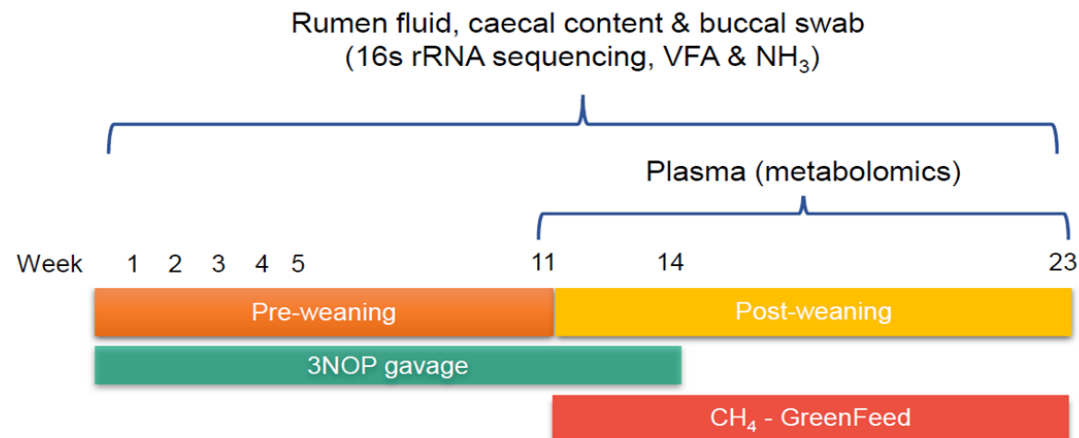 Rumen fluid, caecal content & buccal swab
(16s rRNA sequencing, VFA & NH₃)
Plasma (metabolomics)
Week 1 2 3 4 5 11 14 23
Pre-weaning Post-weaning
3NOP gavage
CH₄ - GreenFeed